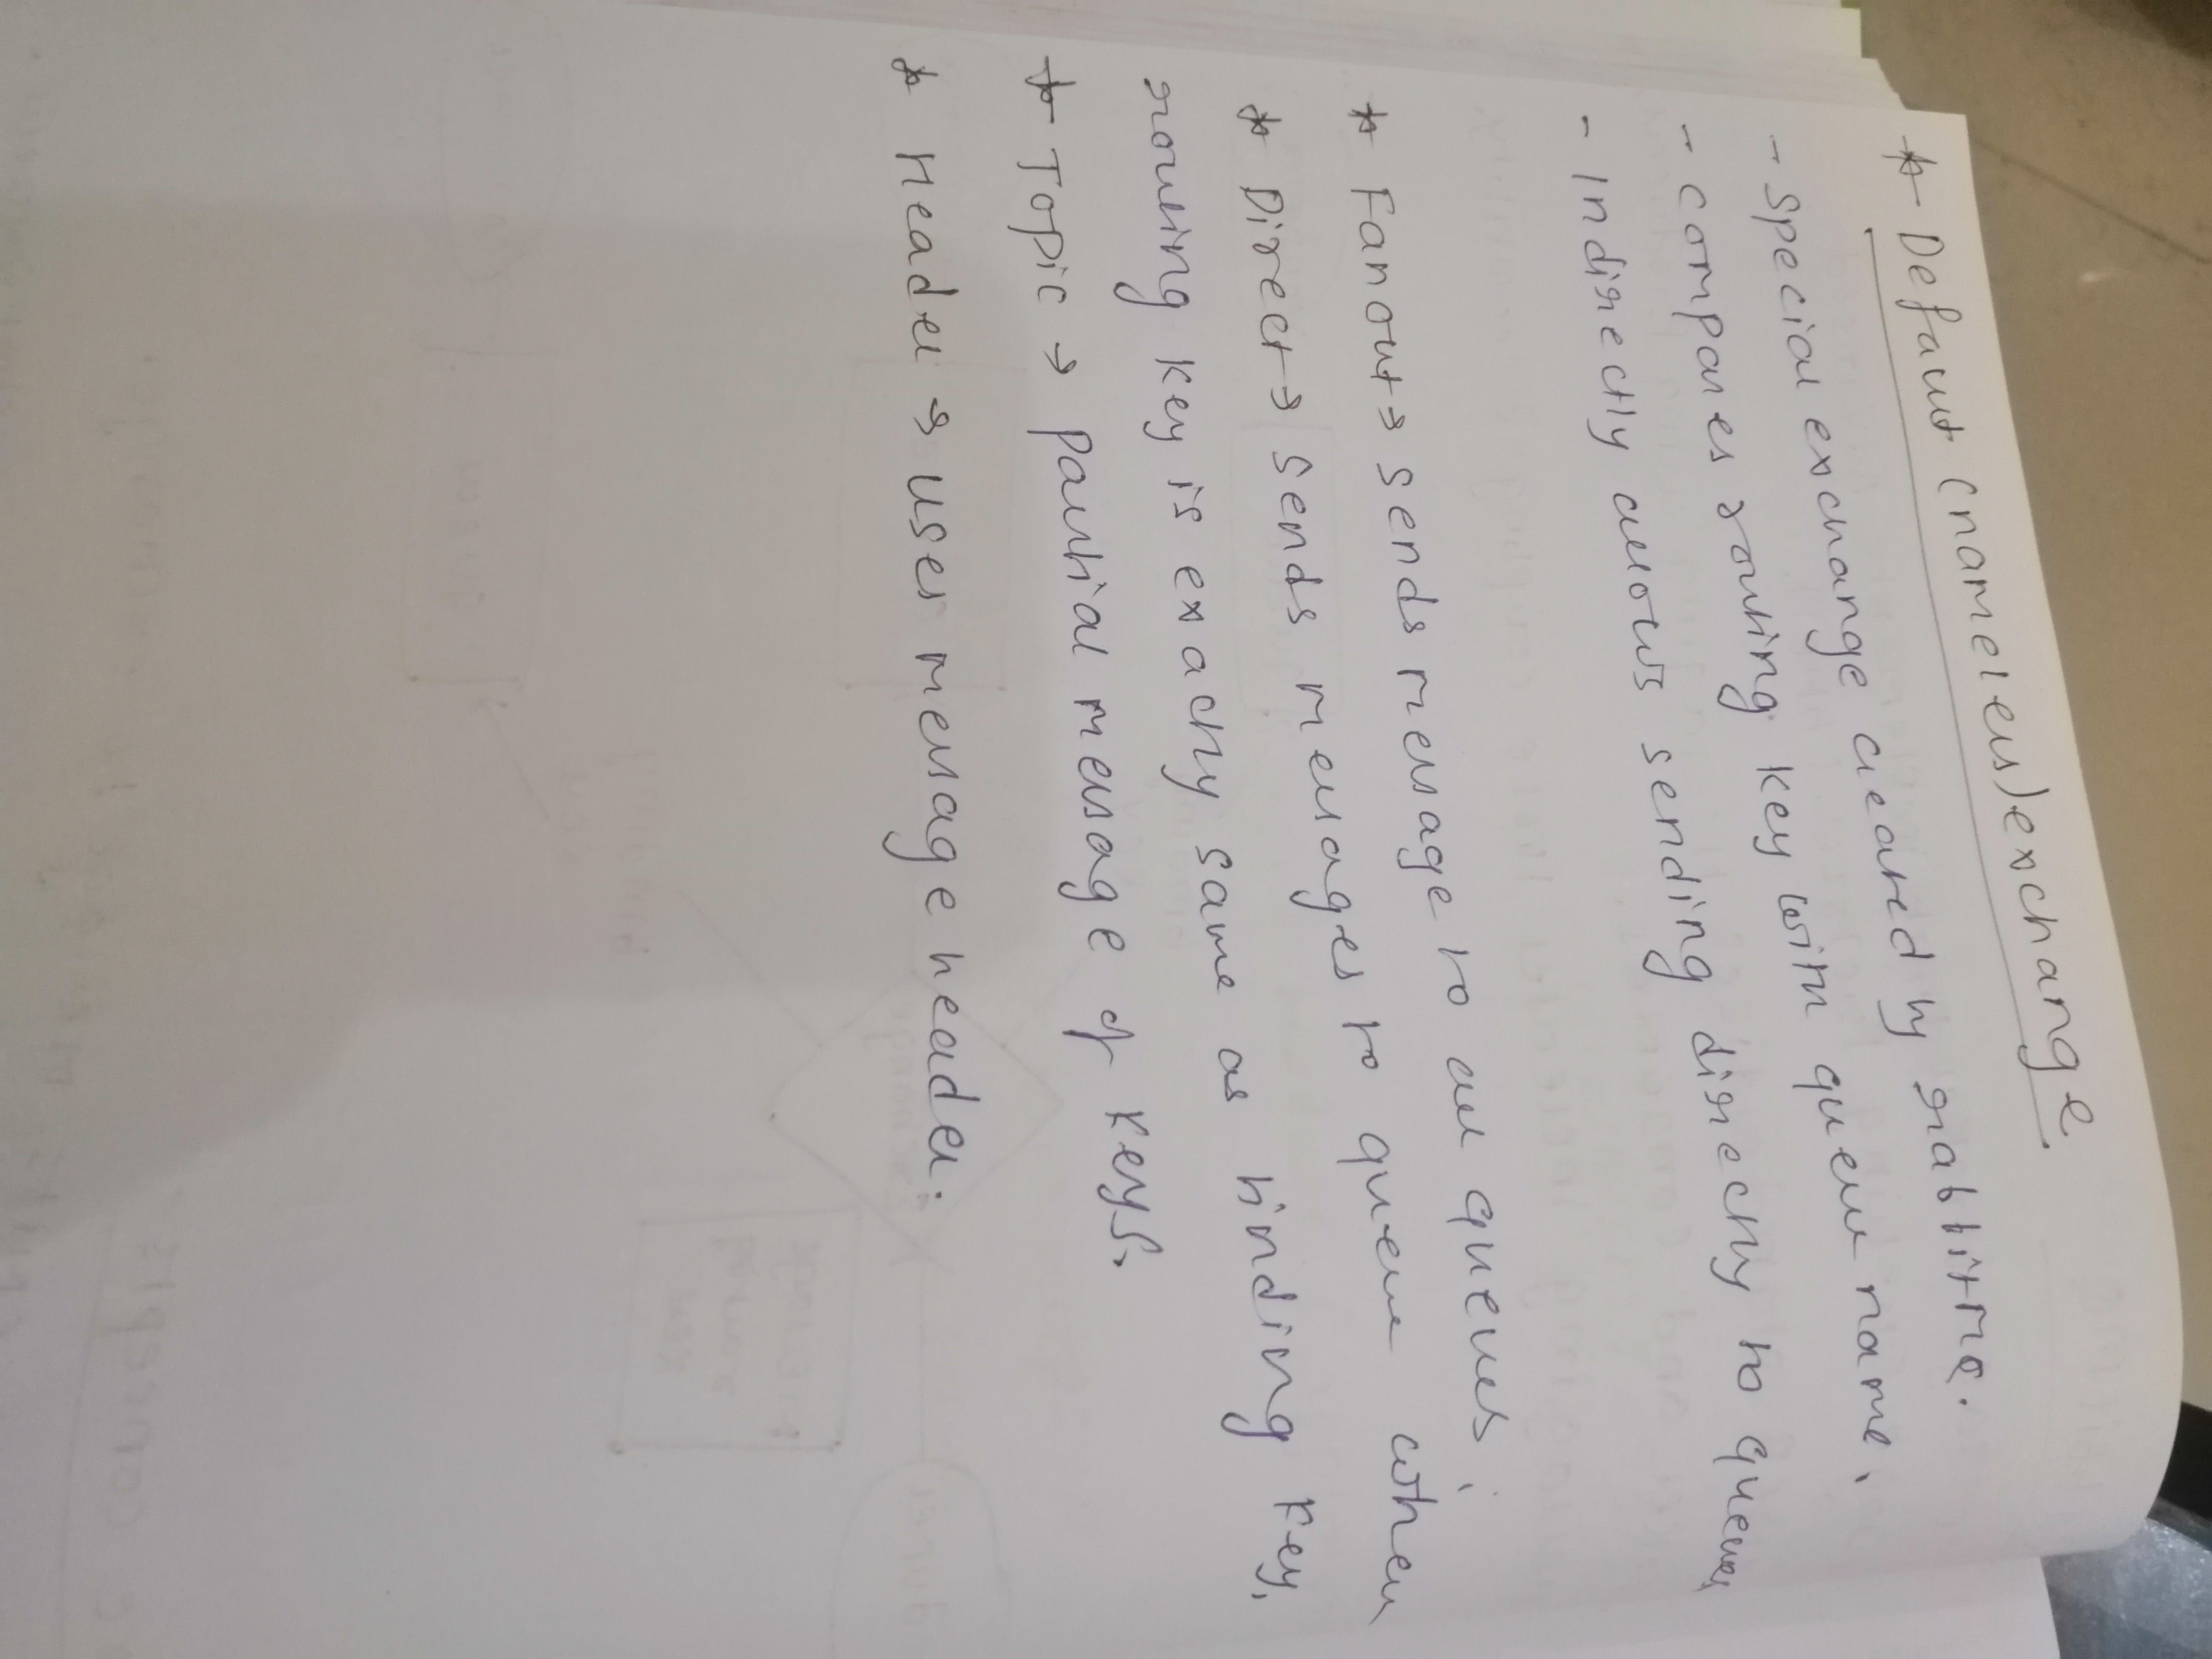 * Default (nameless) exchange.
- Special exchange created by rabbitmq.
- compares routing key with queue name.
- Indirectly allows sending directly to queues
* Fanout → sends message to all queues.
* Direct → sends messages to queue when
routing key is exactly same as binding key.
* Topic → partial message of keys.
* Header → uses message header.